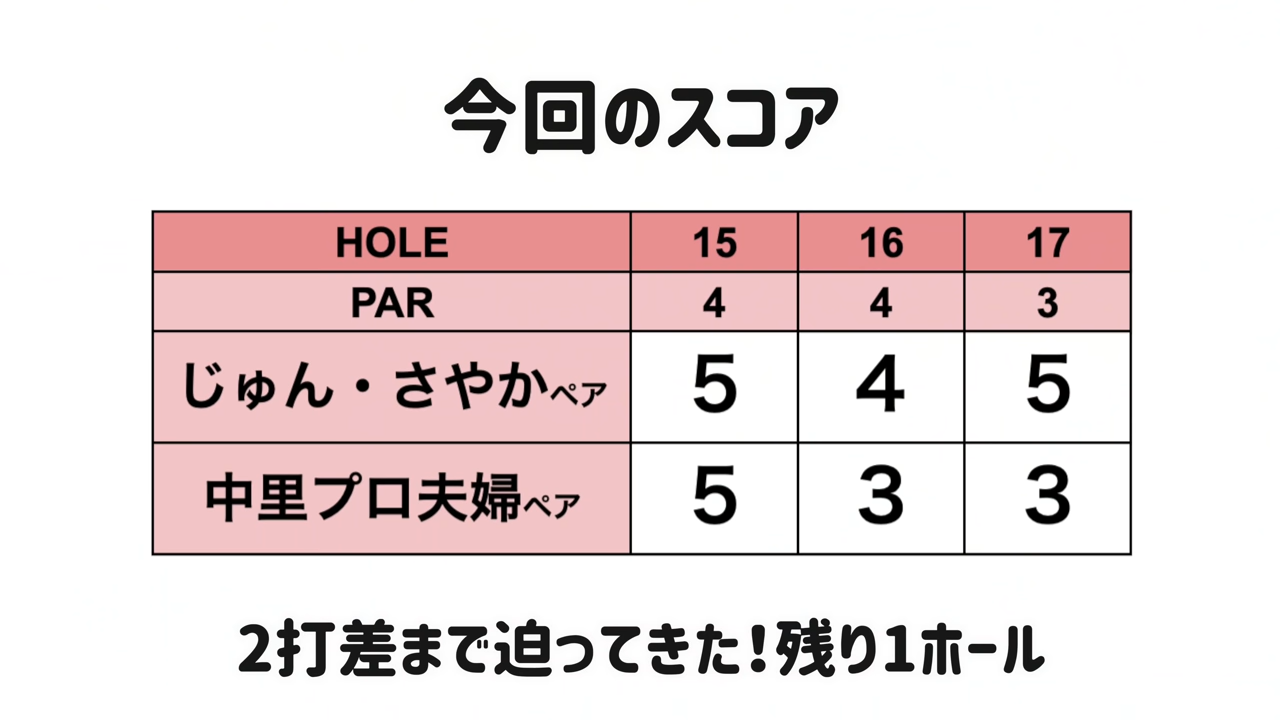 今回のスコア
HOLE 15 16 17
PAR 4 4 3
じゅん・さやかペア 5 4 5
中里プロ夫婦ペア 5 3 3
2打差まで迫ってきた!残り1ホール